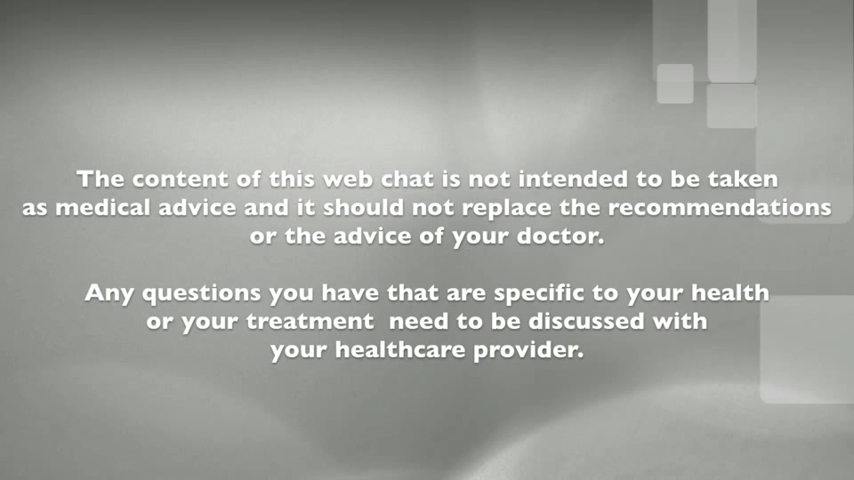 The content of this web chat is not intended to be taken
as medical advice and it should not replace the recommendations
or the advice of your doctor.
Any questions you have that are specific to your health
or your treatment  need to be discussed with
your healthcare provider.